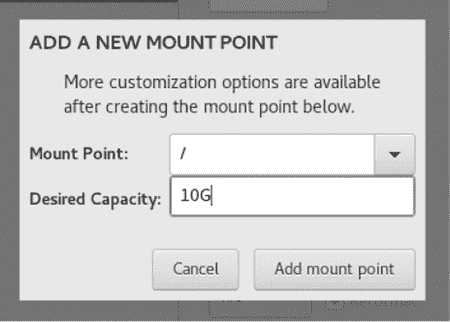 ADD A NEW MOUNT POINT
More customization options are available
after creating the mount point below.
Mount Point: /
Desired Capacity: 10G
Cancel Add mount point